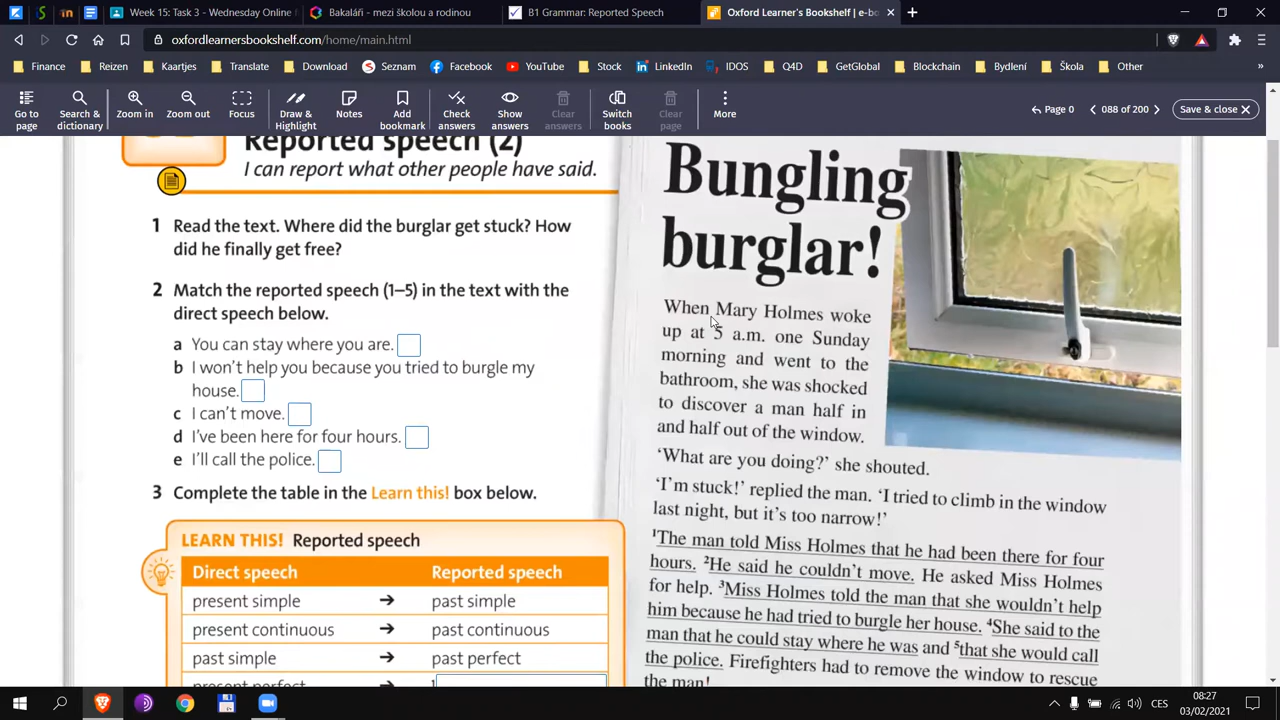 Week 15: Task 3 - Wednesday Online
Bakaláři - mezi školou a rodinou
B1 Grammar: Reported Speech
Oxford Learner's Bookshelf | e-bo
oxfordlearnersbookshelf.com/home/main.html
Finance Reizen Kaartjes Translate Download Seznam Facebook YouTube Stock LinkedIn IDOS Q4D GetGlobal Blockchain Bydlení Škola Other »
Go to page
Search & dictionary
Zoom in
Zoom out
Focus
Draw & Highlight
Notes
Add bookmark
Check answers
Show answers
Clear answers
Switch books
Clear page
More
Page 0
088 of 200
Save & close X
Reported speech (2)
I can report what other people have said.
1 Read the text. Where did the burglar get stuck? How
did he finally get free?
2 Match the reported speech (1–5) in the text with the
direct speech below.
a You can stay where you are.
b I won't help you because you tried to burgle my
house.
c I can't move.
d I've been here for four hours.
e I'll call the police.
3 Complete the table in the Learn this! box below.
LEARN THIS! Reported speech
Direct speech Reported speech
present simple → past simple
present continuous → past continuous
past simple → past perfect
present perfect → 1
Bungling
burglar!
When Mary Holmes woke
up at 5 a.m. one Sunday
morning and went to the
bathroom, she was shocked
to discover a man half in
and half out of the window.
'What are you doing?' she shouted.
'I'm stuck!' replied the man. 'I tried to climb in the window
last night, but it's too narrow!'
¹The man told Miss Holmes that he had been there for four
hours. ²He said he couldn't move. He asked Miss Holmes
for help. ³Miss Holmes told the man that she wouldn't help
him because he had tried to burgle her house. ⁴She said to the
man that he could stay where he was and ⁵that she would call
the police. Firefighters had to remove the window to rescue
the man!
CES
08:27
03/02/2021